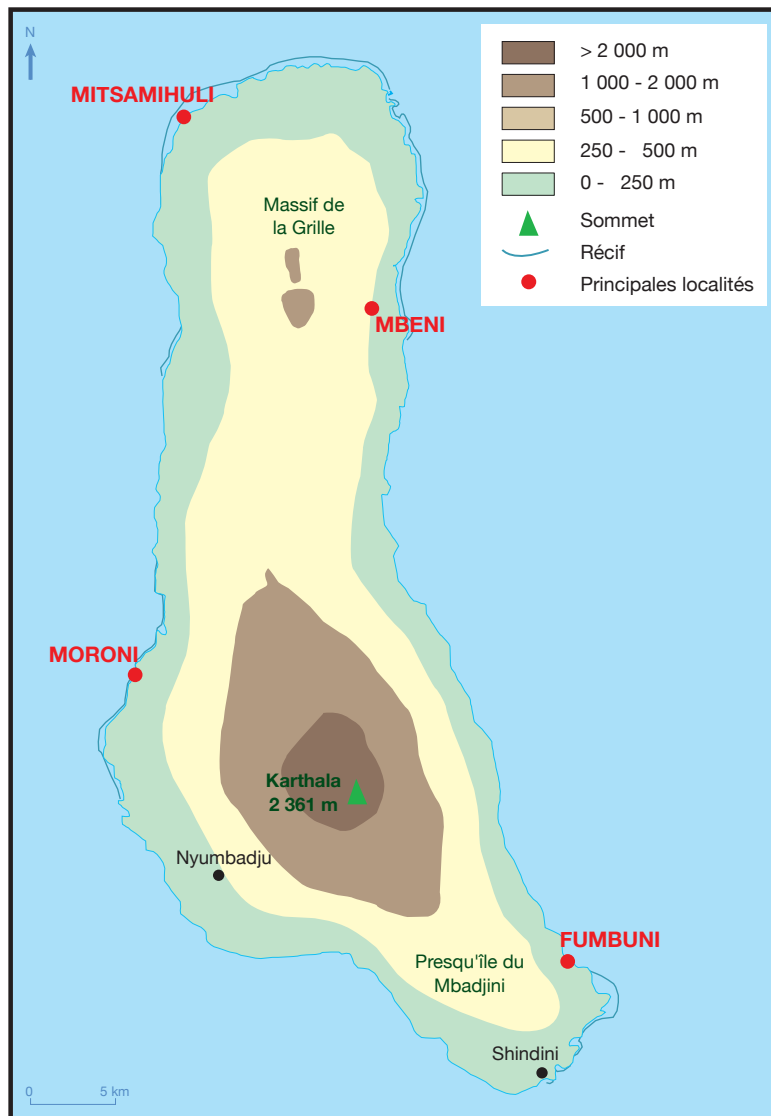 N
MITSAMIHULI
Massif de
la Grille
MBENI
MORONI
Karthala
2 361 m
Nyumbadju
FUMBUNI
Presqu'île du
Mbadjini
Shindini
0 5 km
> 2 000 m
1 000 - 2 000 m
500 - 1 000 m
250 - 500 m
0 - 250 m
Sommet
Récif
Principales localités